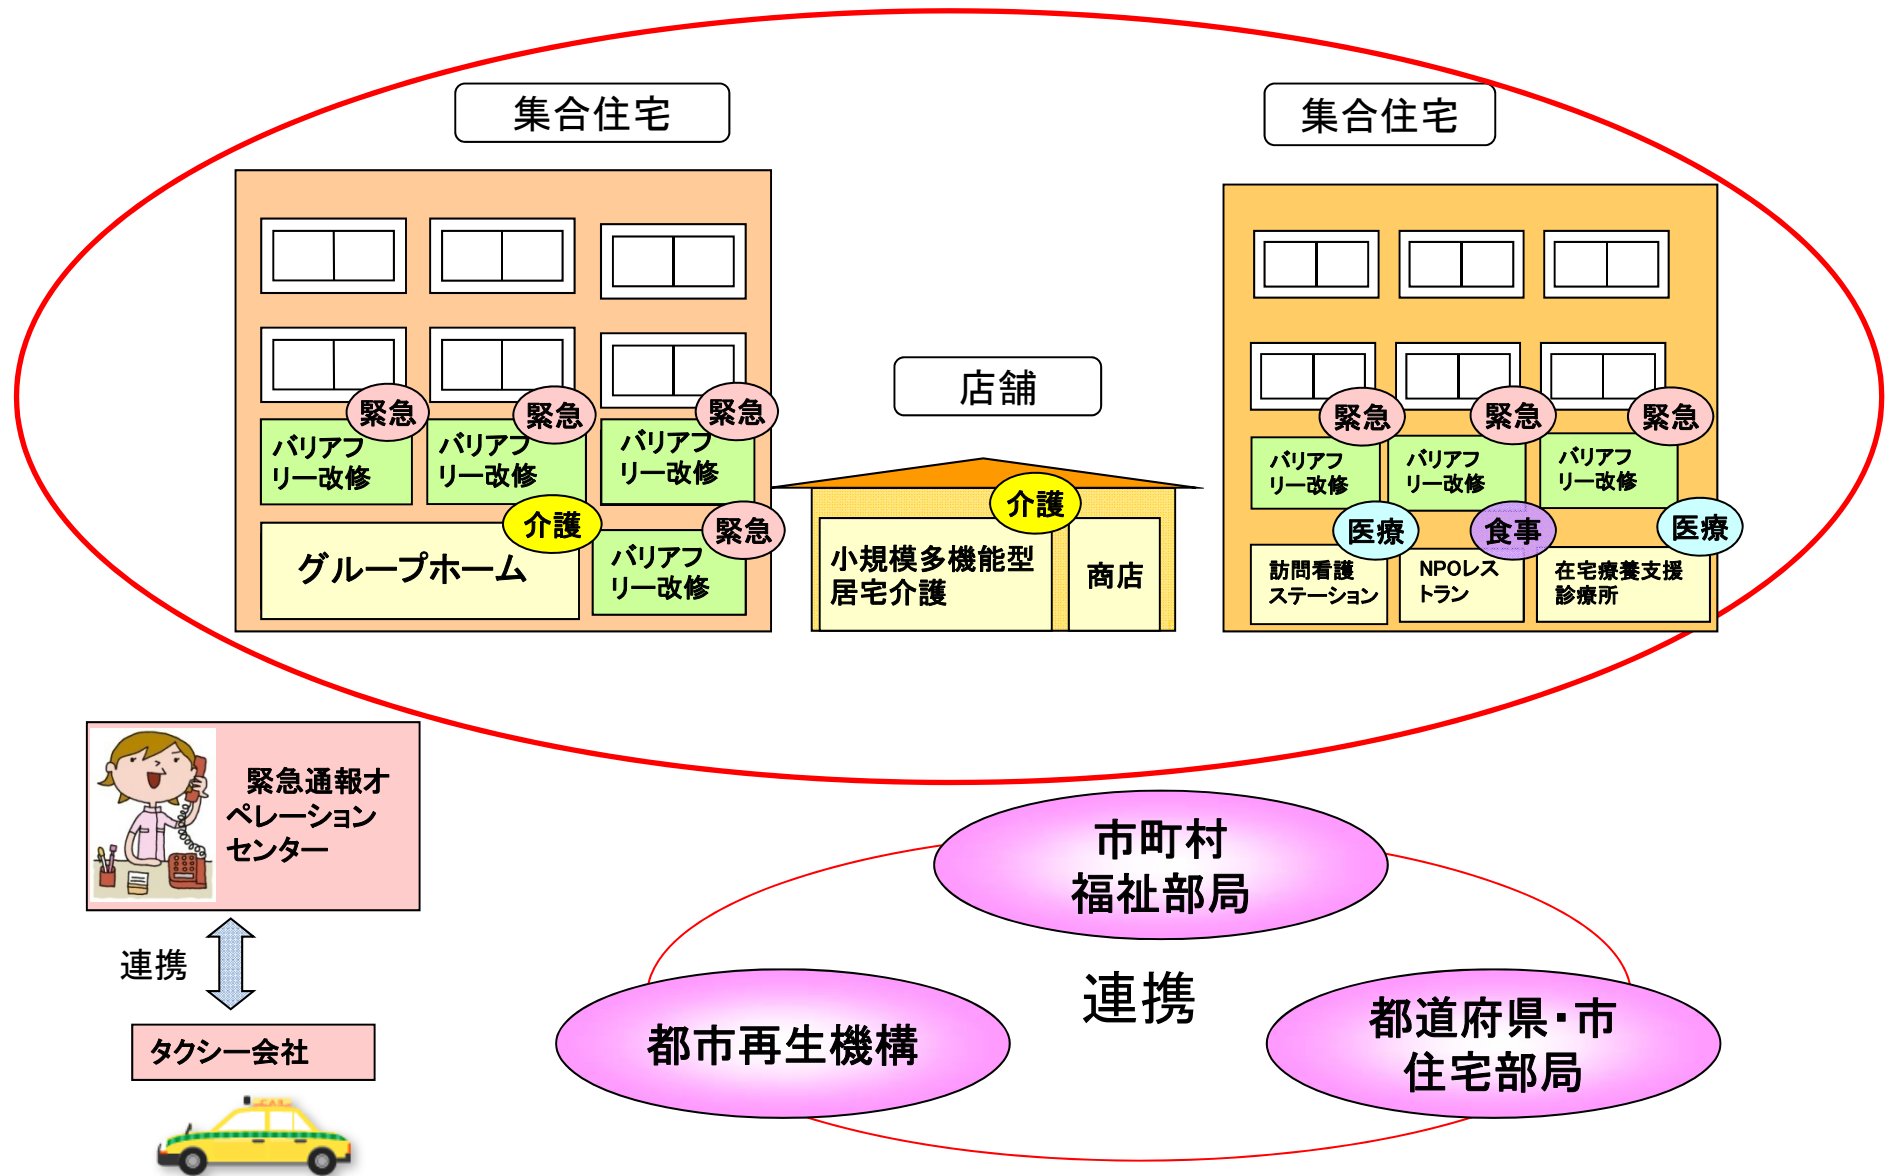 集合住宅
集合住宅
店舗
緊急
緊急
緊急
バリアフ
リー改修
バリアフ
リー改修
バリアフ
リー改修
介護
緊急
グループホーム
バリアフ
リー改修
介護
小規模多機能型
居宅介護
商店
緊急
緊急
緊急
バリアフ
リー改修
バリアフ
リー改修
バリアフ
リー改修
医療
食事
医療
訪問看護
ステーション
NPOレス
トラン
在宅療養支援
診療所
緊急通報オ
ペレーション
センター
連携
タクシー会社
CAB
市町村
福祉部局
連携
都市再生機構
都道府県・市
住宅部局